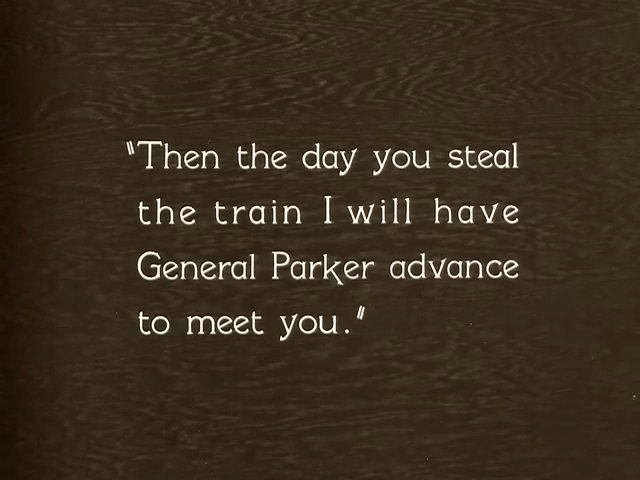 "Then the day you steal
the train I will have
General Parker advance
to meet you."